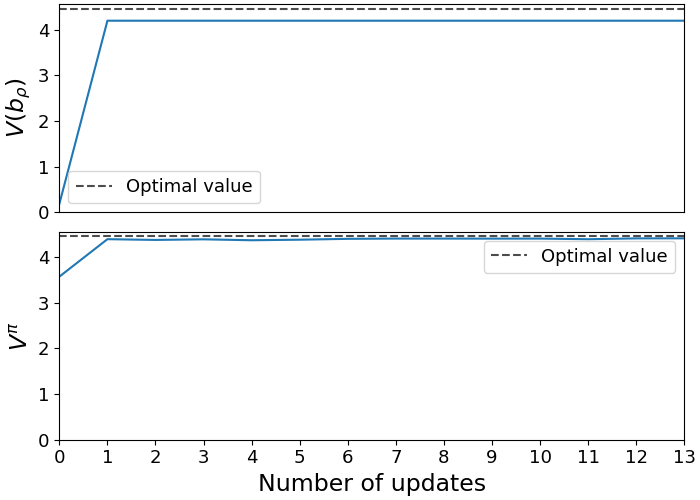 4
3
2
1
0
V(b_ρ)
Optimal value
4
3
2
1
0
V^π
Optimal value
0 1 2 3 4 5 6 7 8 9 10 11 12 13
Number of updates